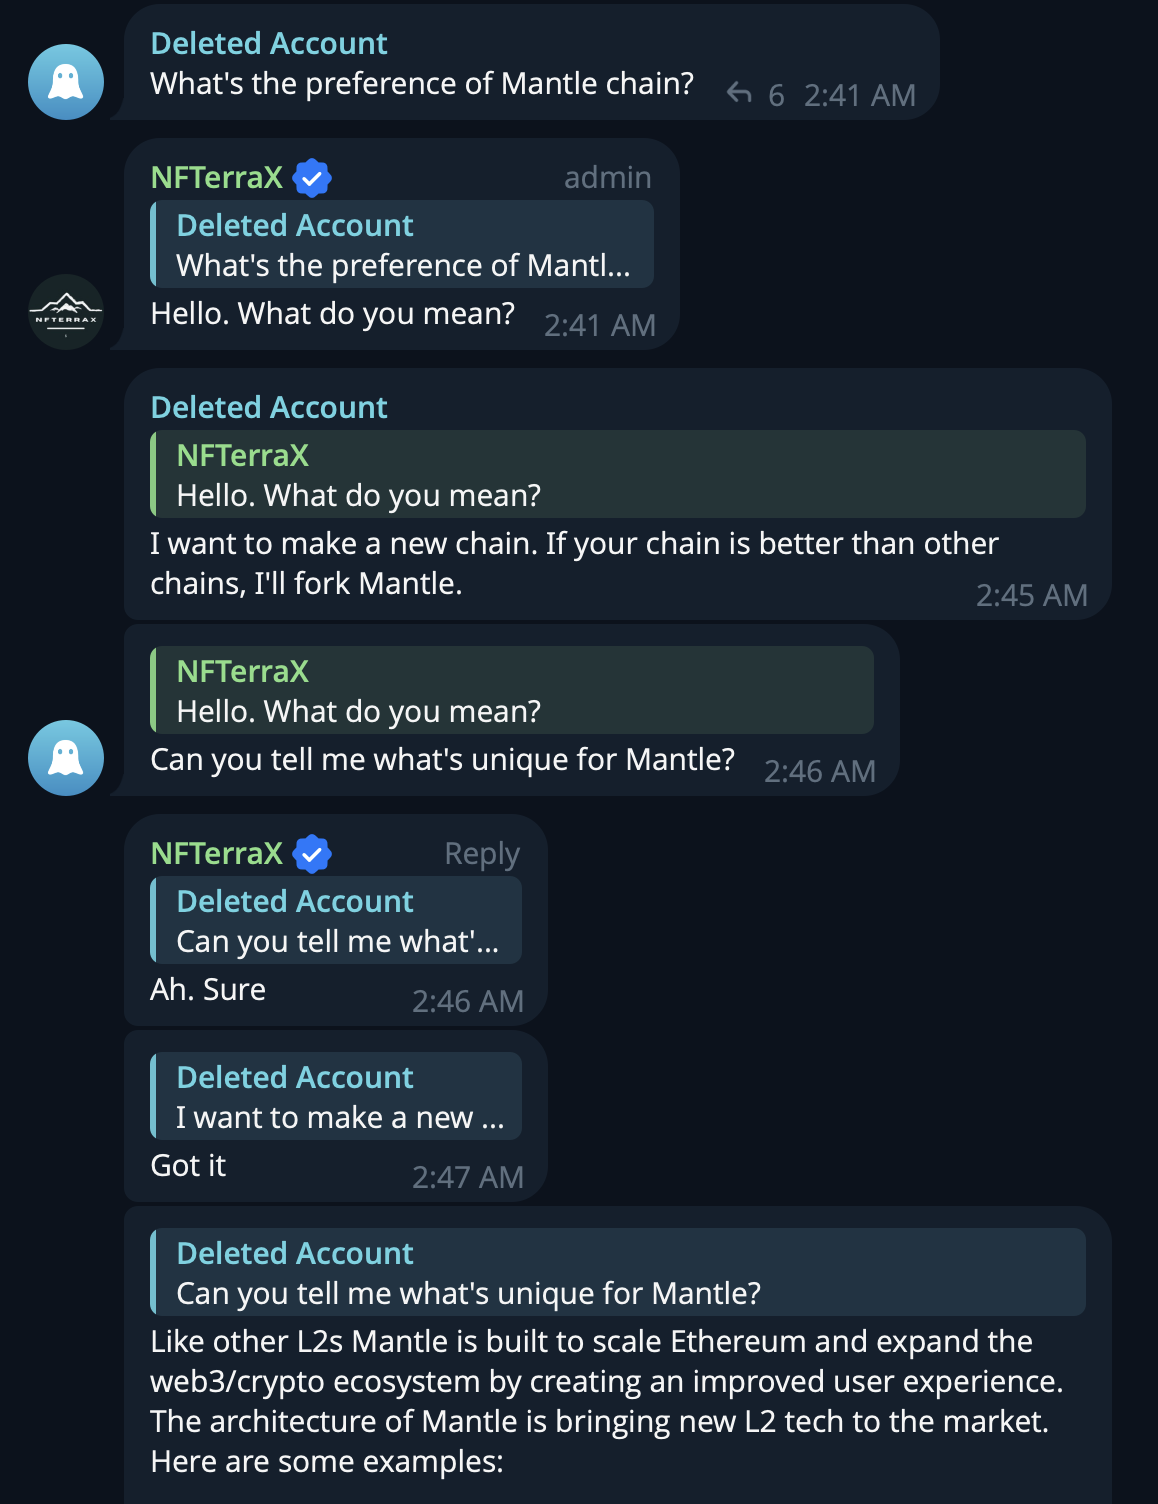 Deleted Account
What's the preference of Mantle chain?
6 2:41 AM
NFTerraX
admin
Deleted Account
What's the preference of Mantl...
Hello. What do you mean?
2:41 AM
NFTERRAX
Deleted Account
NFTerraX
Hello. What do you mean?
I want to make a new chain. If your chain is better than other
chains, I'll fork Mantle.
2:45 AM
NFTerraX
Hello. What do you mean?
Can you tell me what's unique for Mantle?
2:46 AM
NFTerraX
Reply
Deleted Account
Can you tell me what'...
Ah. Sure
2:46 AM
Deleted Account
I want to make a new ...
Got it
2:47 AM
Deleted Account
Can you tell me what's unique for Mantle?
Like other L2s Mantle is built to scale Ethereum and expand the
web3/crypto ecosystem by creating an improved user experience.
The architecture of Mantle is bringing new L2 tech to the market.
Here are some examples: